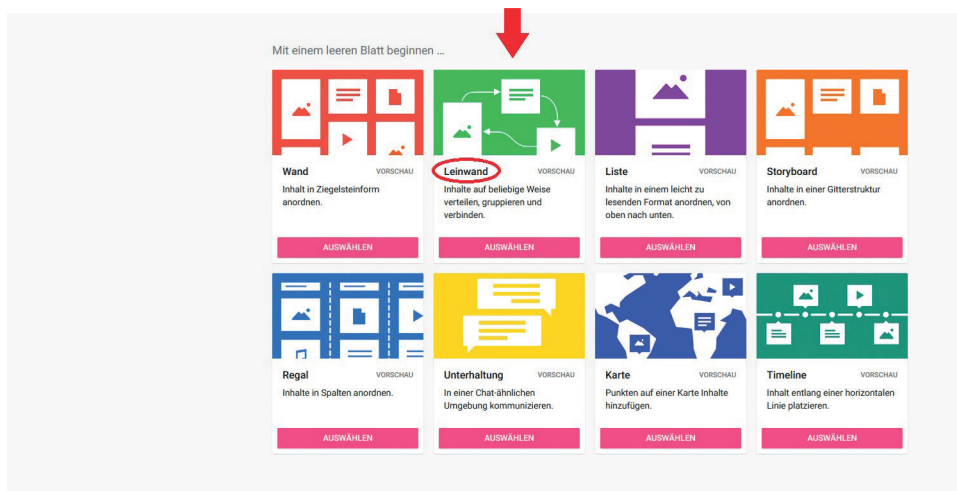 Mit einem leeren Blatt beginnen ...
Wand VORSCHAU
Inhalt in Ziegelsteinform
anordnen.
AUSWÄHLEN
Leinwand VORSCHAU
Inhalte auf beliebige Weise
verteilen, gruppieren und
verbinden.
AUSWÄHLEN
Liste VORSCHAU
Inhalte in einem leicht zu
lesenden Format anordnen, von
oben nach unten.
AUSWÄHLEN
Storyboard VORSCHAU
Inhalte in einer Gitterstruktur
anordnen.
AUSWÄHLEN
Regal VORSCHAU
Inhalte in Spalten anordnen.
AUSWÄHLEN
Unterhaltung VORSCHAU
In einer Chat-ähnlichen
Umgebung kommunizieren.
AUSWÄHLEN
Karte VORSCHAU
Punkten auf einer Karte Inhalte
hinzufügen.
AUSWÄHLEN
Timeline VORSCHAU
Inhalt entlang einer horizontalen
Linie platzieren.
AUSWÄHLEN